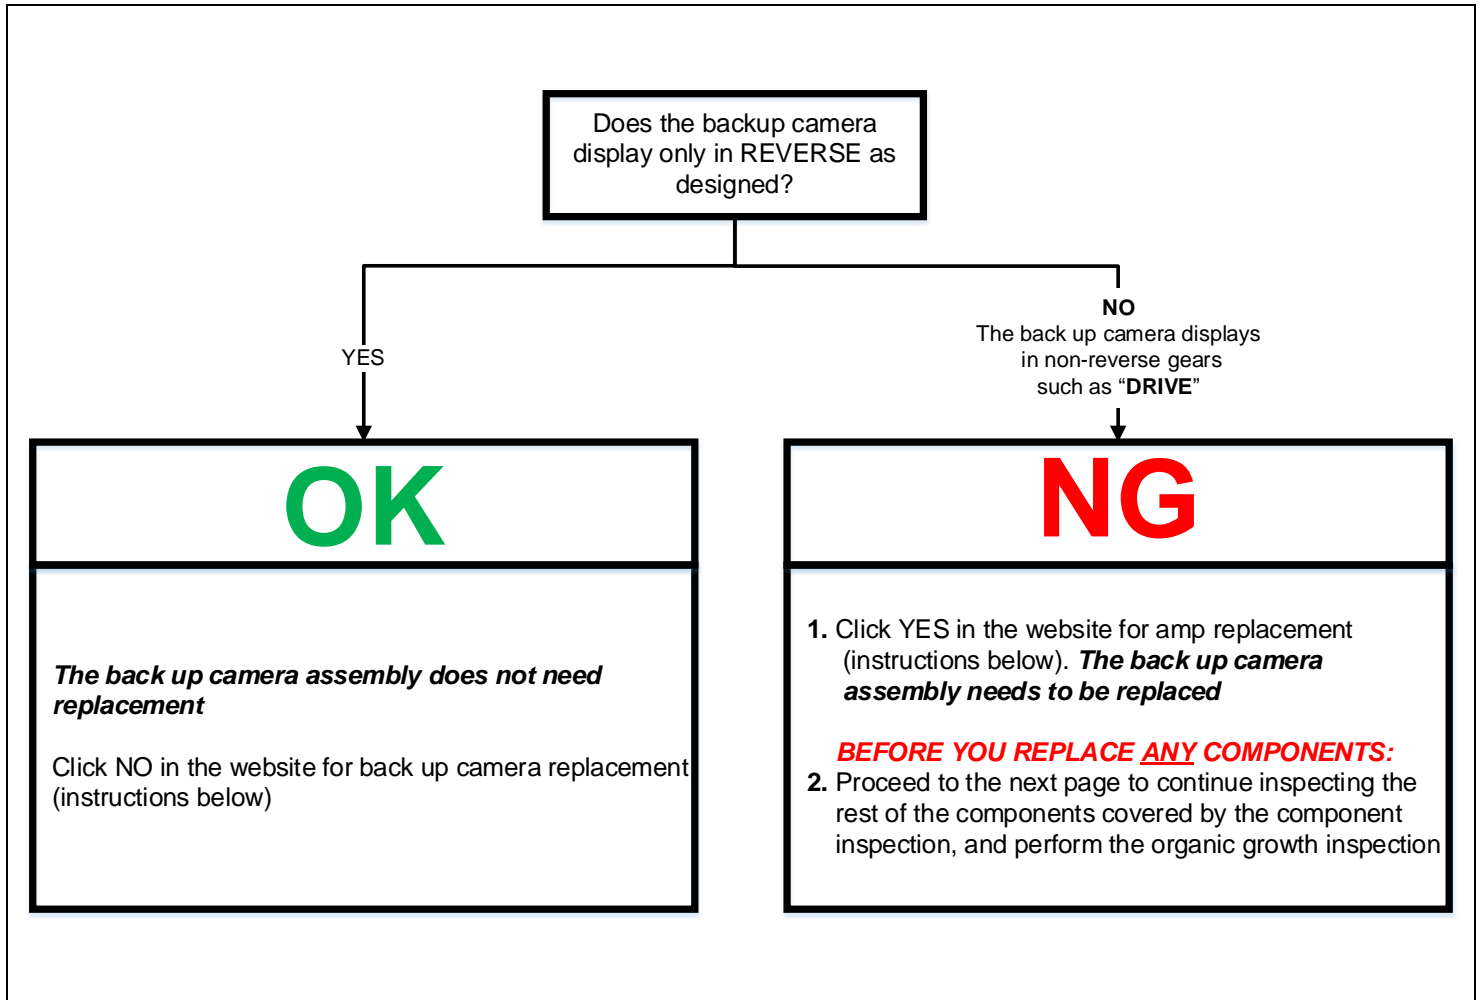 Does the backup camera
display only in REVERSE as
designed?
YES
NO
The back up camera displays
in non-reverse gears
such as “DRIVE”
OK
The back up camera assembly does not need
replacement
Click NO in the website for back up camera replacement
(instructions below)
NG
1. Click YES in the website for amp replacement
(instructions below). The back up camera
assembly needs to be replaced
BEFORE YOU REPLACE ANY COMPONENTS:
2. Proceed to the next page to continue inspecting the
rest of the components covered by the component
inspection, and perform the organic growth inspection